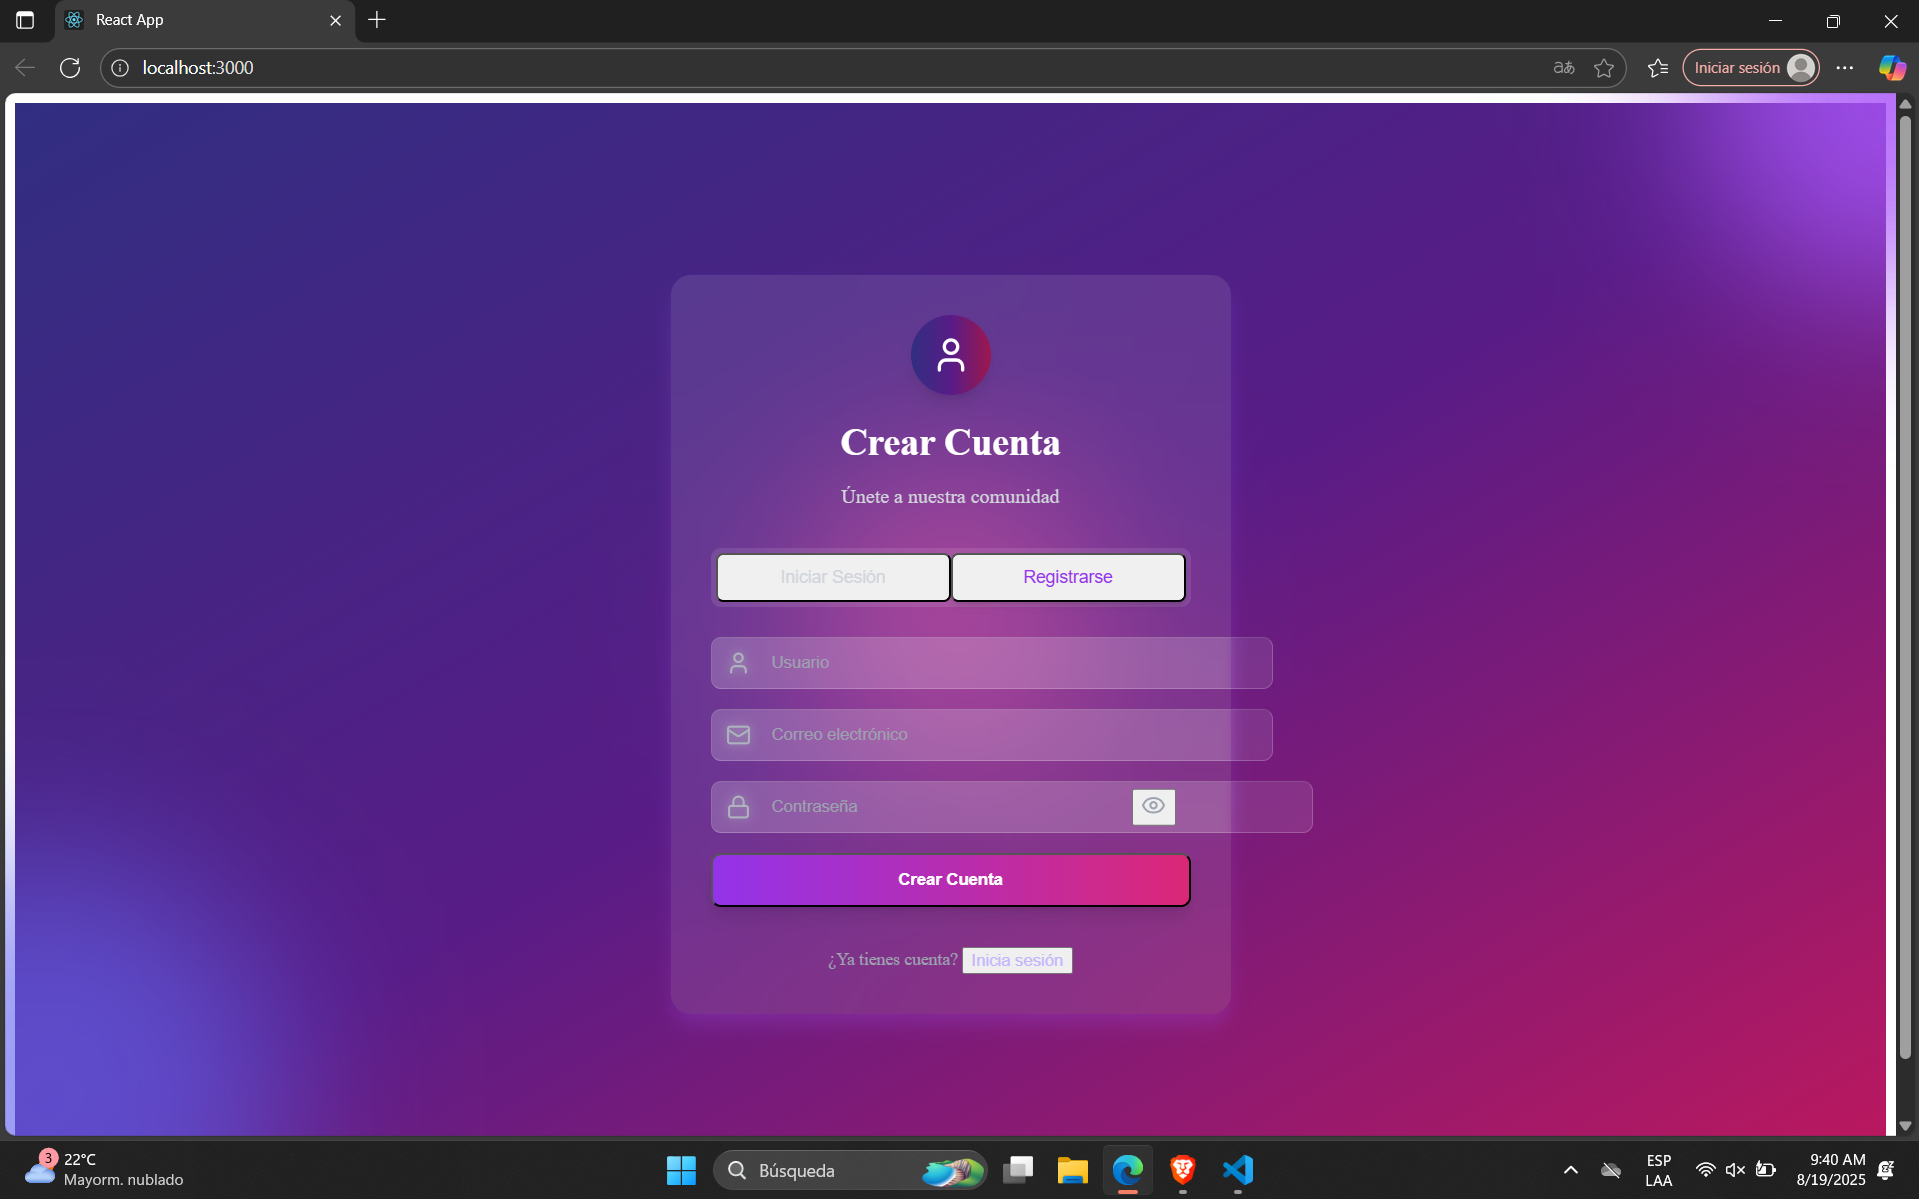 React App
localhost:3000
aあ
Iniciar sesión
Crear Cuenta
Únete a nuestra comunidad
Iniciar Sesión
Registrarse
Usuario
Correo electrónico
Contraseña
Crear Cuenta
¿Ya tienes cuenta? Inicia sesión
3
22°C
Mayorm. nublado
Búsqueda
ESP
LAA
9:40 AM
8/19/2025